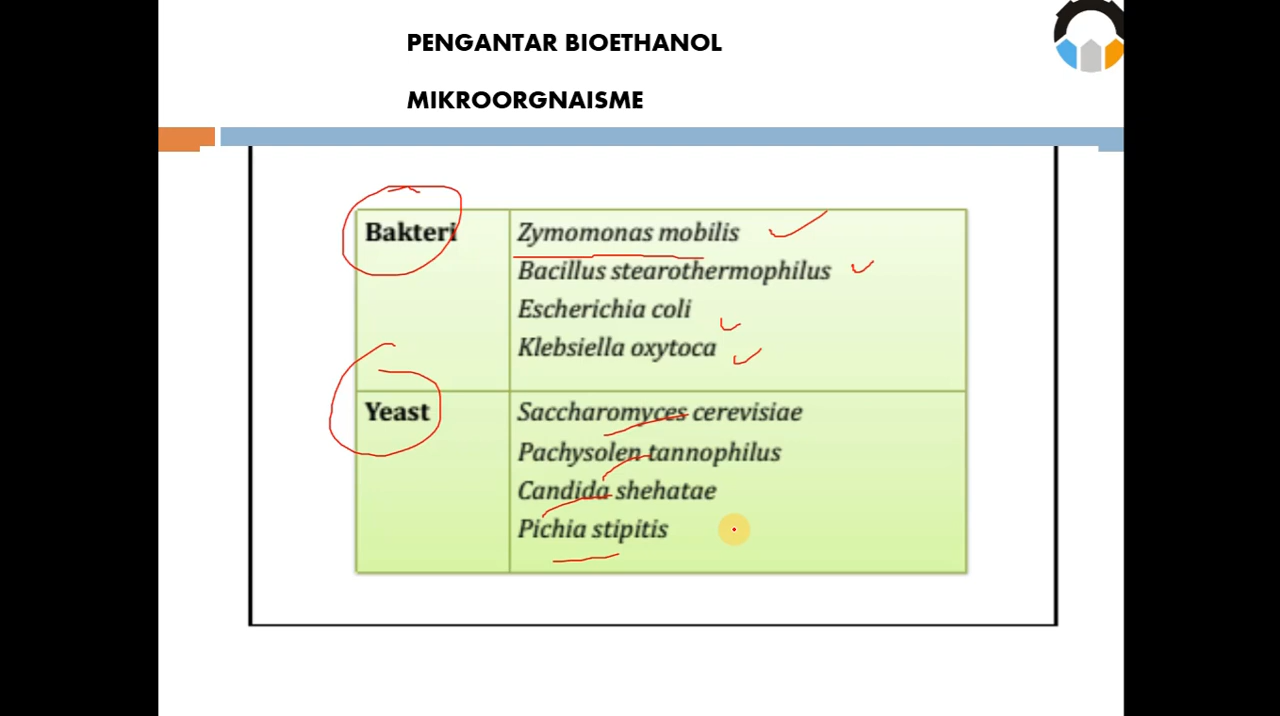 PENGANTAR BIOETHANOL
MIKROORGNAISME
Bakteri
Zymomonas mobilis
Bacillus stearothermophilus
Escherichia coli
Klebsiella oxytoca
Yeast
Saccharomyces cerevisiae
Pachysolen tannophilus
Candida shehatae
Pichia stipitis